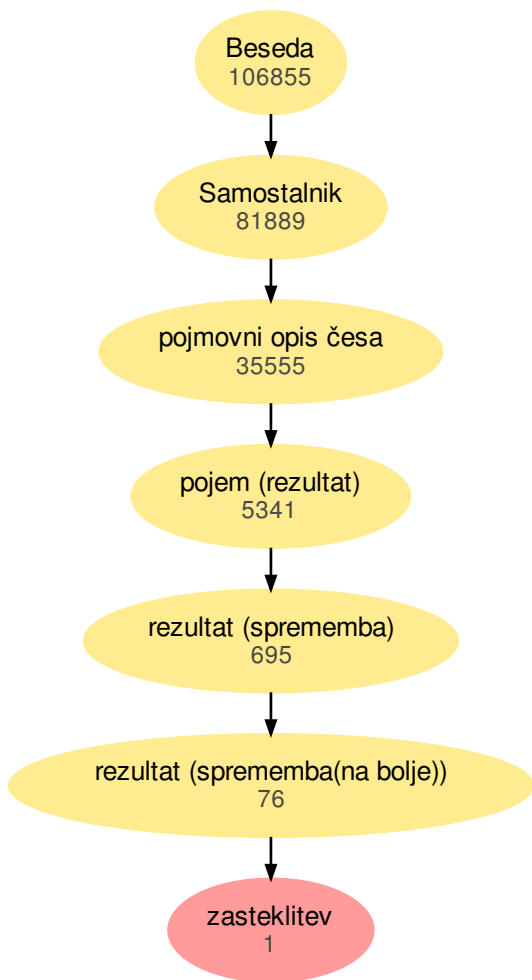 Beseda
106855
Samostalnik
81889
pojmovni opis česa
35555
pojem (rezultat)
5341
rezultat (sprememba)
695
rezultat (sprememba(na bolje))
76
zasteklitev
1